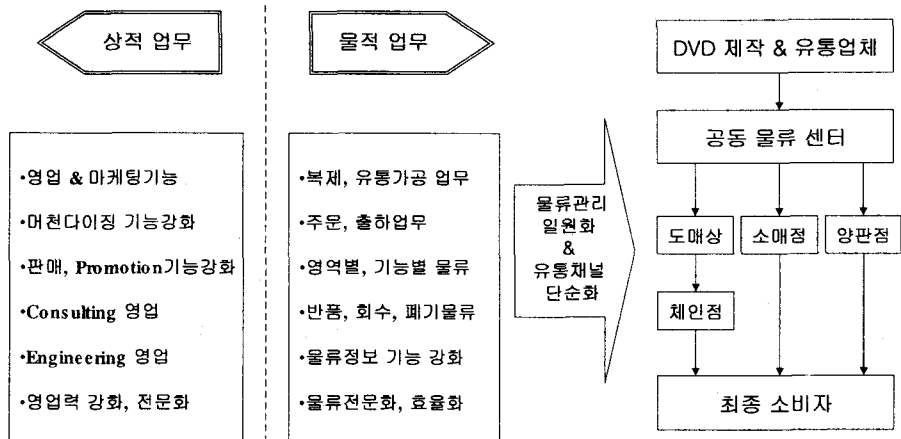 상적 업무
•영업 & 마케팅기능
•머천다이징 기능강화
•판매, Promotion기능강화
•Consulting 영업
•Engineering 영업
•영업력 강화, 전문화
물적 업무
•복제, 유통가공 업무
•주문, 출하업무
•영역별, 기능별 물류
•반품, 회수, 폐기물류
•물류정보 기능 강화
•물류전문화, 효율화
물류관리
일원화
&
유통채널
단순화
DVD 제작 & 유통업체
공동 물류 센터
도매상 소매점 양판점
체인점
최종 소비자